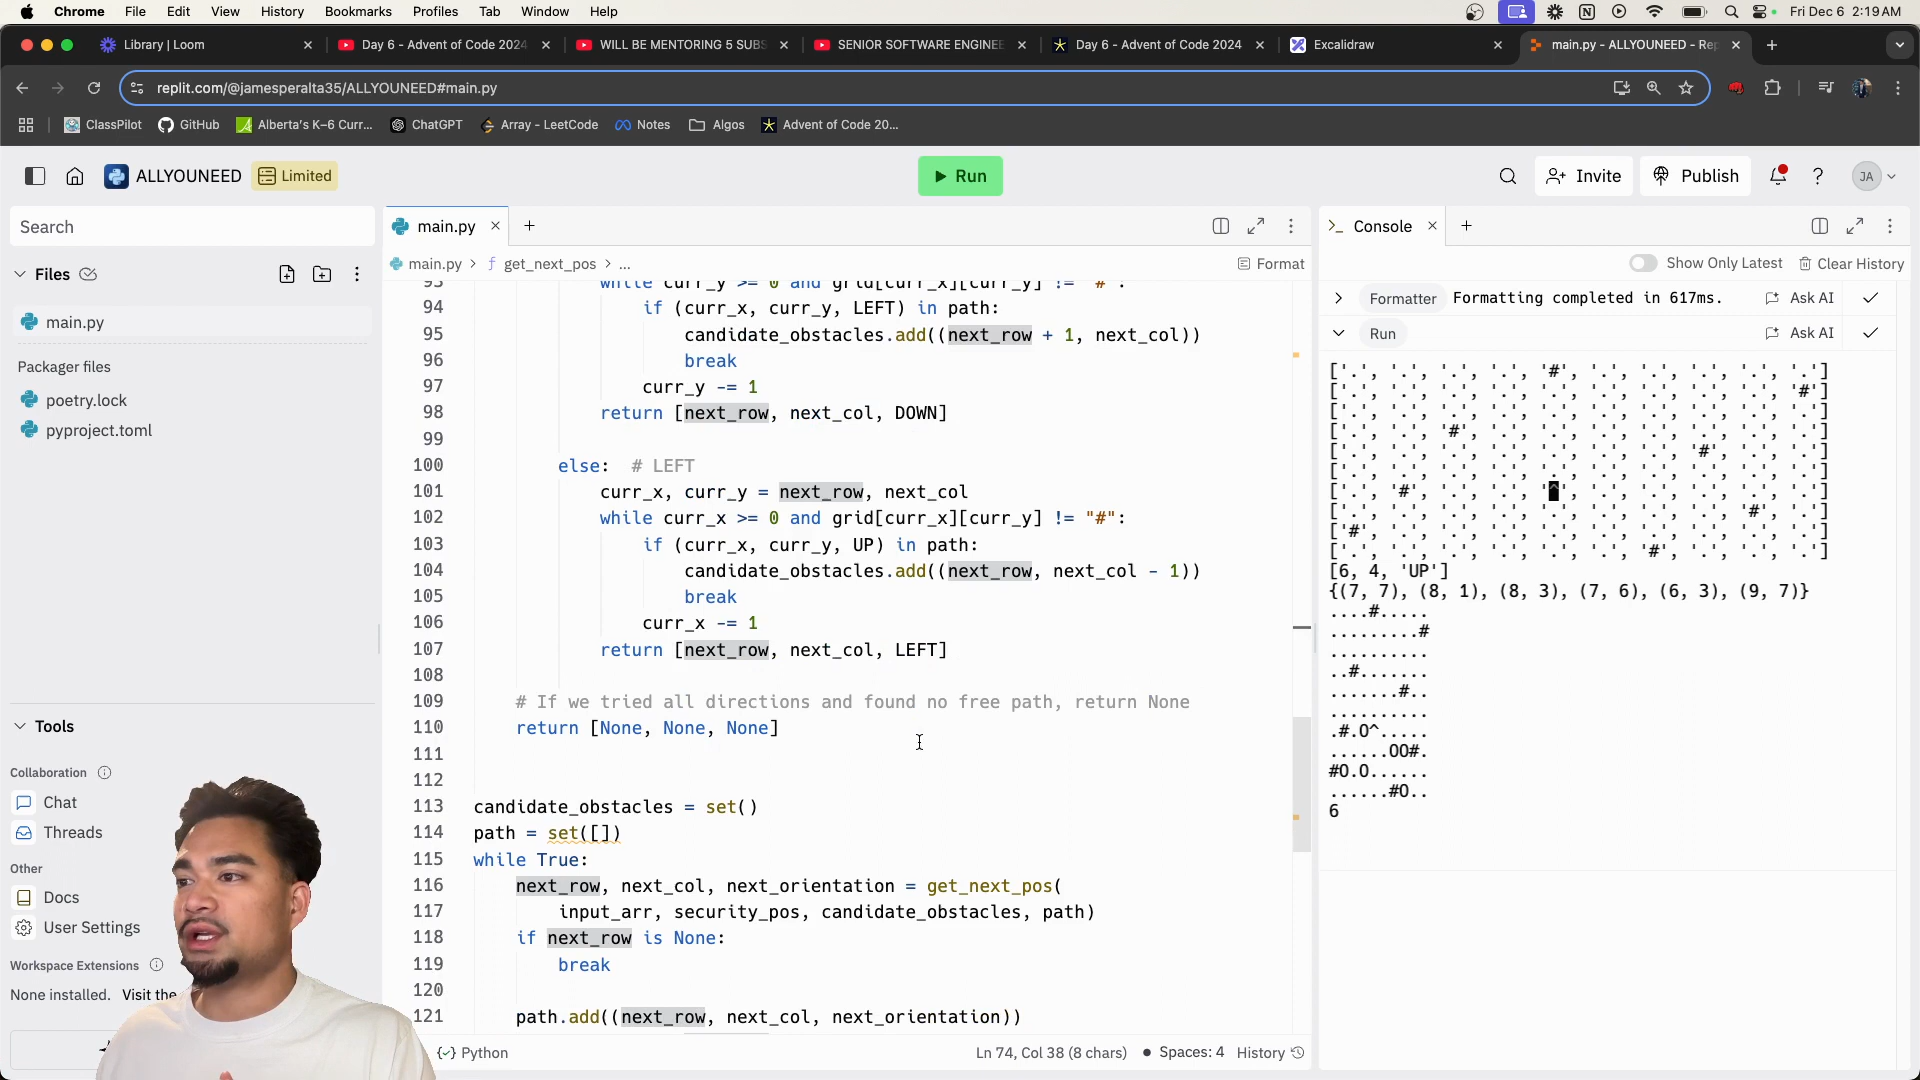 Chrome File Edit View History Bookmarks Profiles Tab Window Help
Fri Dec 6 2:19 AM
Library | Loom
Day 6 - Advent of Code 2024
WILL BE MENTORING 5 SUBS
SENIOR SOFTWARE ENGINEE
Day 6 - Advent of Code 2024
Excalidraw
main.py - ALLYOUNEED - Rep
replit.com/@jamesperalta35/ALLYOUNEED#main.py
ClassPilot GitHub Alberta's K–6 Curr... ChatGPT Array - LeetCode Notes Algos Advent of Code 20...
ALLYOUNEED Limited
Run
Invite Publish ? JA
Search
Files
main.py
Packager files
poetry.lock
pyproject.toml
Tools
Collaboration
Chat
Threads
Other
Docs
User Settings
Workspace Extensions
None installed. Visit the
main.py
main.py > get_next_pos > ...
Format
93 while curr_y >= 0 and grid[curr_x][curr_y] != "#":
94 if (curr_x, curr_y, LEFT) in path:
95 candidate_obstacles.add((next_row + 1, next_col))
96 break
97 curr_y -= 1
98 return [next_row, next_col, DOWN]
99
100 else: # LEFT
101 curr_x, curr_y = next_row, next_col
102 while curr_x >= 0 and grid[curr_x][curr_y] != "#":
103 if (curr_x, curr_y, UP) in path:
104 candidate_obstacles.add((next_row, next_col - 1))
105 break
106 curr_x -= 1
107 return [next_row, next_col, LEFT]
108
109 # If we tried all directions and found no free path, return None
110 return [None, None, None]
111
112
113 candidate_obstacles = set()
114 path = set([])
115 while True:
116 next_row, next_col, next_orientation = get_next_pos(
117 input_arr, security_pos, candidate_obstacles, path)
118 if next_row is None:
119 break
120
121 path.add((next_row, next_col, next_orientation))
Python
Ln 74, Col 38 (8 chars) Spaces: 4 History
Console
Show Only Latest Clear History
Formatter Formatting completed in 617ms. Ask AI
Run Ask AI
['.', '.', '.', '.', '#', '.', '.', '.', '.', '.']
['.', '.', '.', '.', '.', '.', '.', '.', '.', '#']
['.', '.', '.', '.', '.', '.', '.', '.', '.', '.']
['.', '.', '#', '.', '.', '.', '.', '.', '.', '.']
['.', '.', '.', '.', '.', '.', '.', '#', '.', '.']
['.', '.', '.', '.', '.', '.', '.', '.', '.', '.']
['.', '#', '.', '.', '^', '.', '.', '.', '.', '.']
['.', '.', '.', '.', '.', '.', '.', '.', '#', '.']
['#', '.', '.', '.', '.', '.', '.', '.', '.', '.']
['.', '.', '.', '.', '.', '.', '#', '.', '.', '.']
[6, 4, 'UP']
{(7, 7), (8, 1), (8, 3), (7, 6), (6, 3), (9, 7)}
....#.....
.........#
..........
..#.......
.......#..
..........
.#.O^.....
......OO#.
#O.O......
......#O..
6